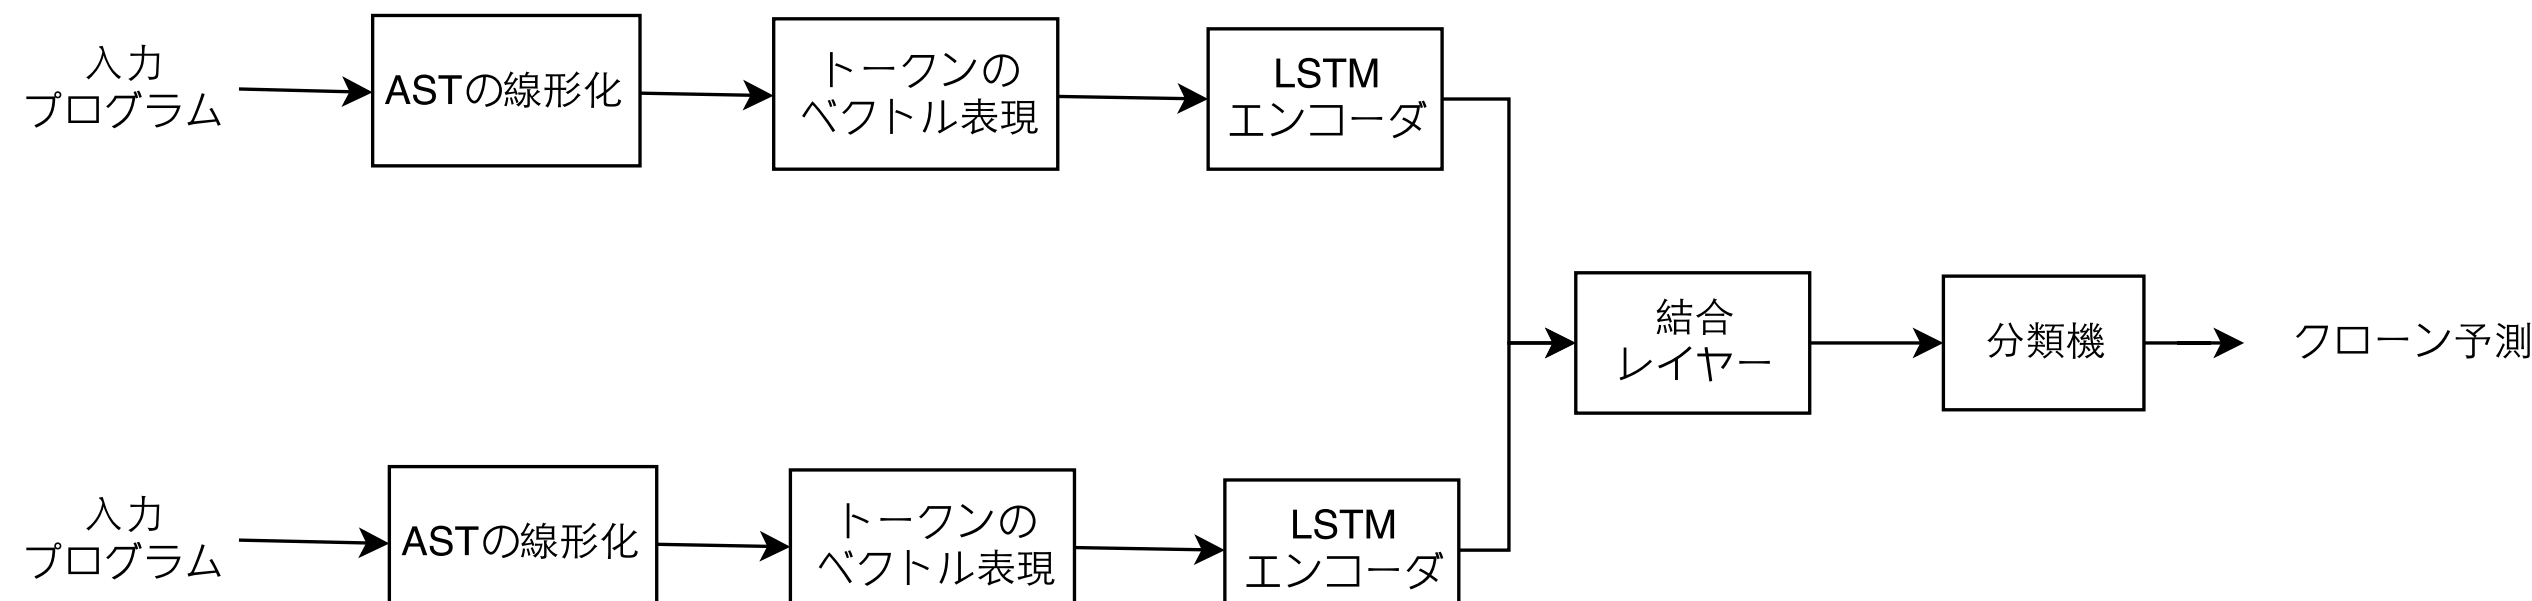 入力
プログラム
ASTの線形化
トークンの
ベクトル表現
LSTM
エンコーダ
結合
レイヤー
分類機
クローン予測
入力
プログラム
ASTの線形化
トークンの
ベクトル表現
LSTM
エンコーダ